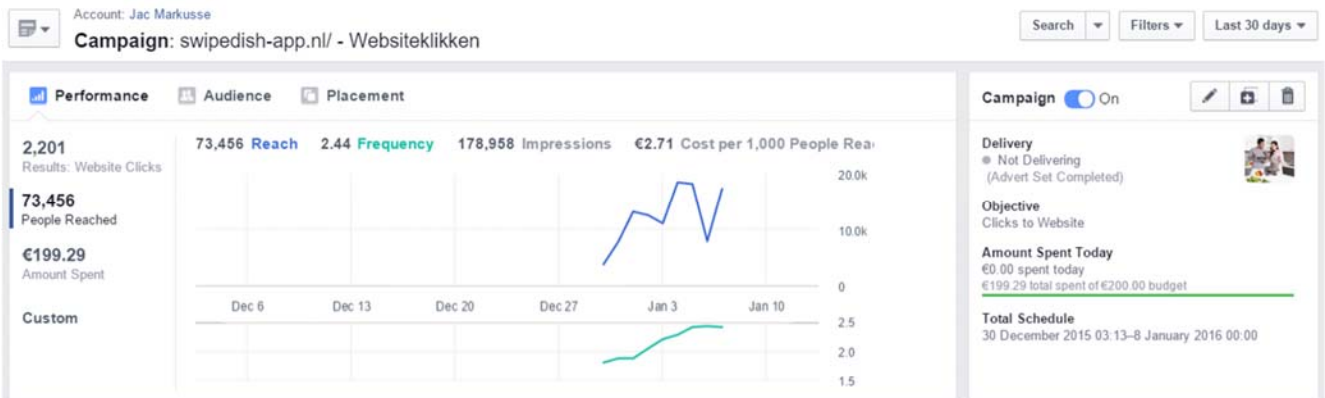 Account: Jac Markusse
Campaign: swipedish-app.nl/ - Websiteklikken
Search
Filters
Last 30 days
Performance
Audience
Placement
2,201
Results: Website Clicks
73,456
People Reached
€199.29
Amount Spent
Custom
73,456 Reach 2.44 Frequency 178,958 Impressions €2.71 Cost per 1,000 People Rea
20.0k
10.0k
0
Dec 6 Dec 13 Dec 20 Dec 27 Jan 3 Jan 10
2.5
2.0
1.5
Campaign On
Delivery
Not Delivering
(Advert Set Completed)
Objective
Clicks to Website
Amount Spent Today
€0.00 spent today
€199.29 total spent of €200.00 budget
Total Schedule
30 December 2015 03:13–8 January 2016 00:00